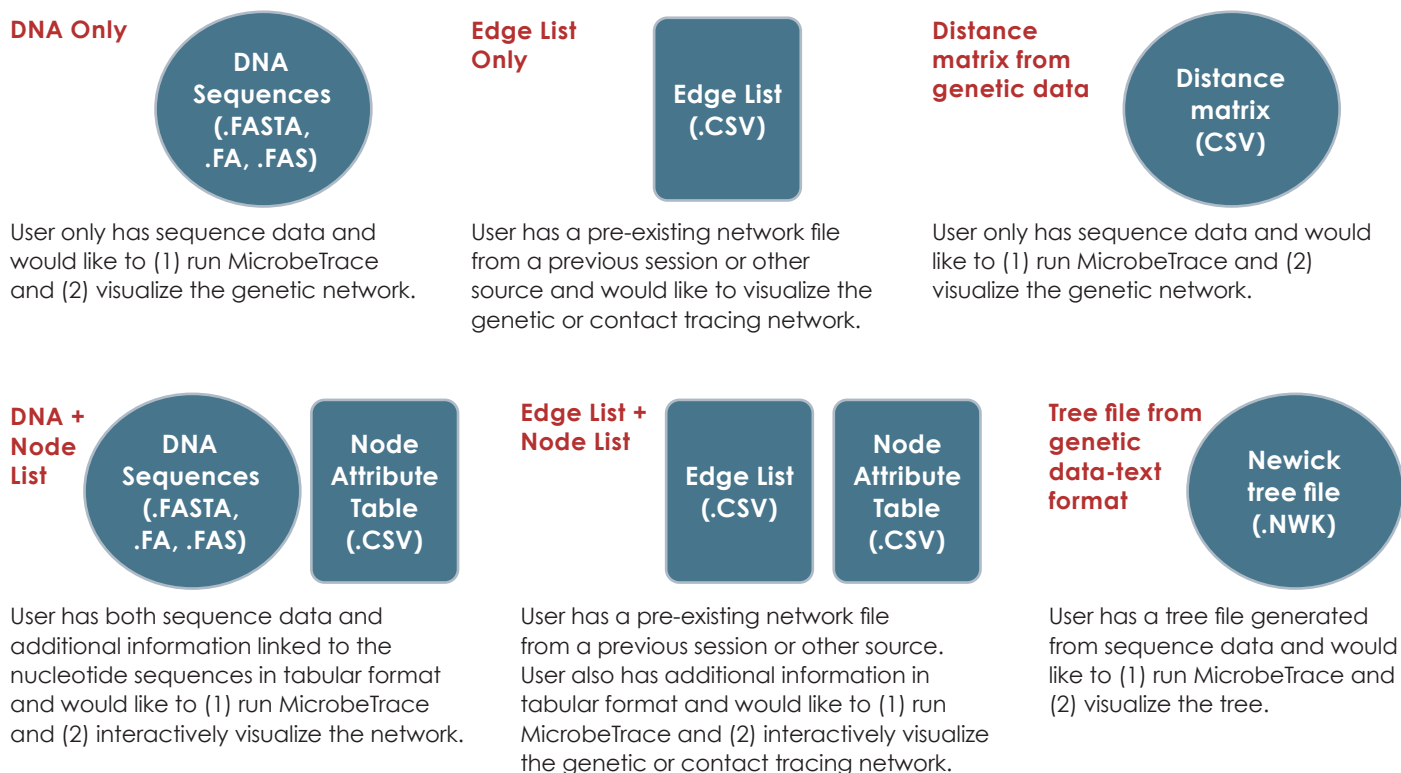 DNA Only
DNA
Sequences
(.FASTA,
.FA, .FAS)
User only has sequence data and
would like to (1) run MicrobeTrace
and (2) visualize the genetic network.
Edge List
Only
Edge List
(.CSV)
User has a pre-existing network file
from a previous session or other
source and would like to visualize the
genetic or contact tracing network.
Distance
matrix from
genetic data
Distance
matrix
(CSV)
User only has sequence data and would
like to (1) run MicrobeTrace and (2)
visualize the genetic network.
DNA +
Node
List
DNA
Sequences
(.FASTA,
.FA, .FAS)
Node
Attribute
Table
(.CSV)
User has both sequence data and
additional information linked to the
nucleotide sequences in tabular format
and would like to (1) run MicrobeTrace
and (2) interactively visualize the network.
Edge List +
Node List
Edge List
(.CSV)
Node
Attribute
Table
(.CSV)
User has a pre-existing network file
from a previous session or other source.
User also has additional information in
tabular format and would like to (1) run
MicrobeTrace and (2) interactively visualize
the genetic or contact tracing network.
Tree file from
genetic
data-text
format
Newick
tree file
(.NWK)
User has a tree file generated
from sequence data and would
like to (1) run MicrobeTrace and
(2) visualize the tree.